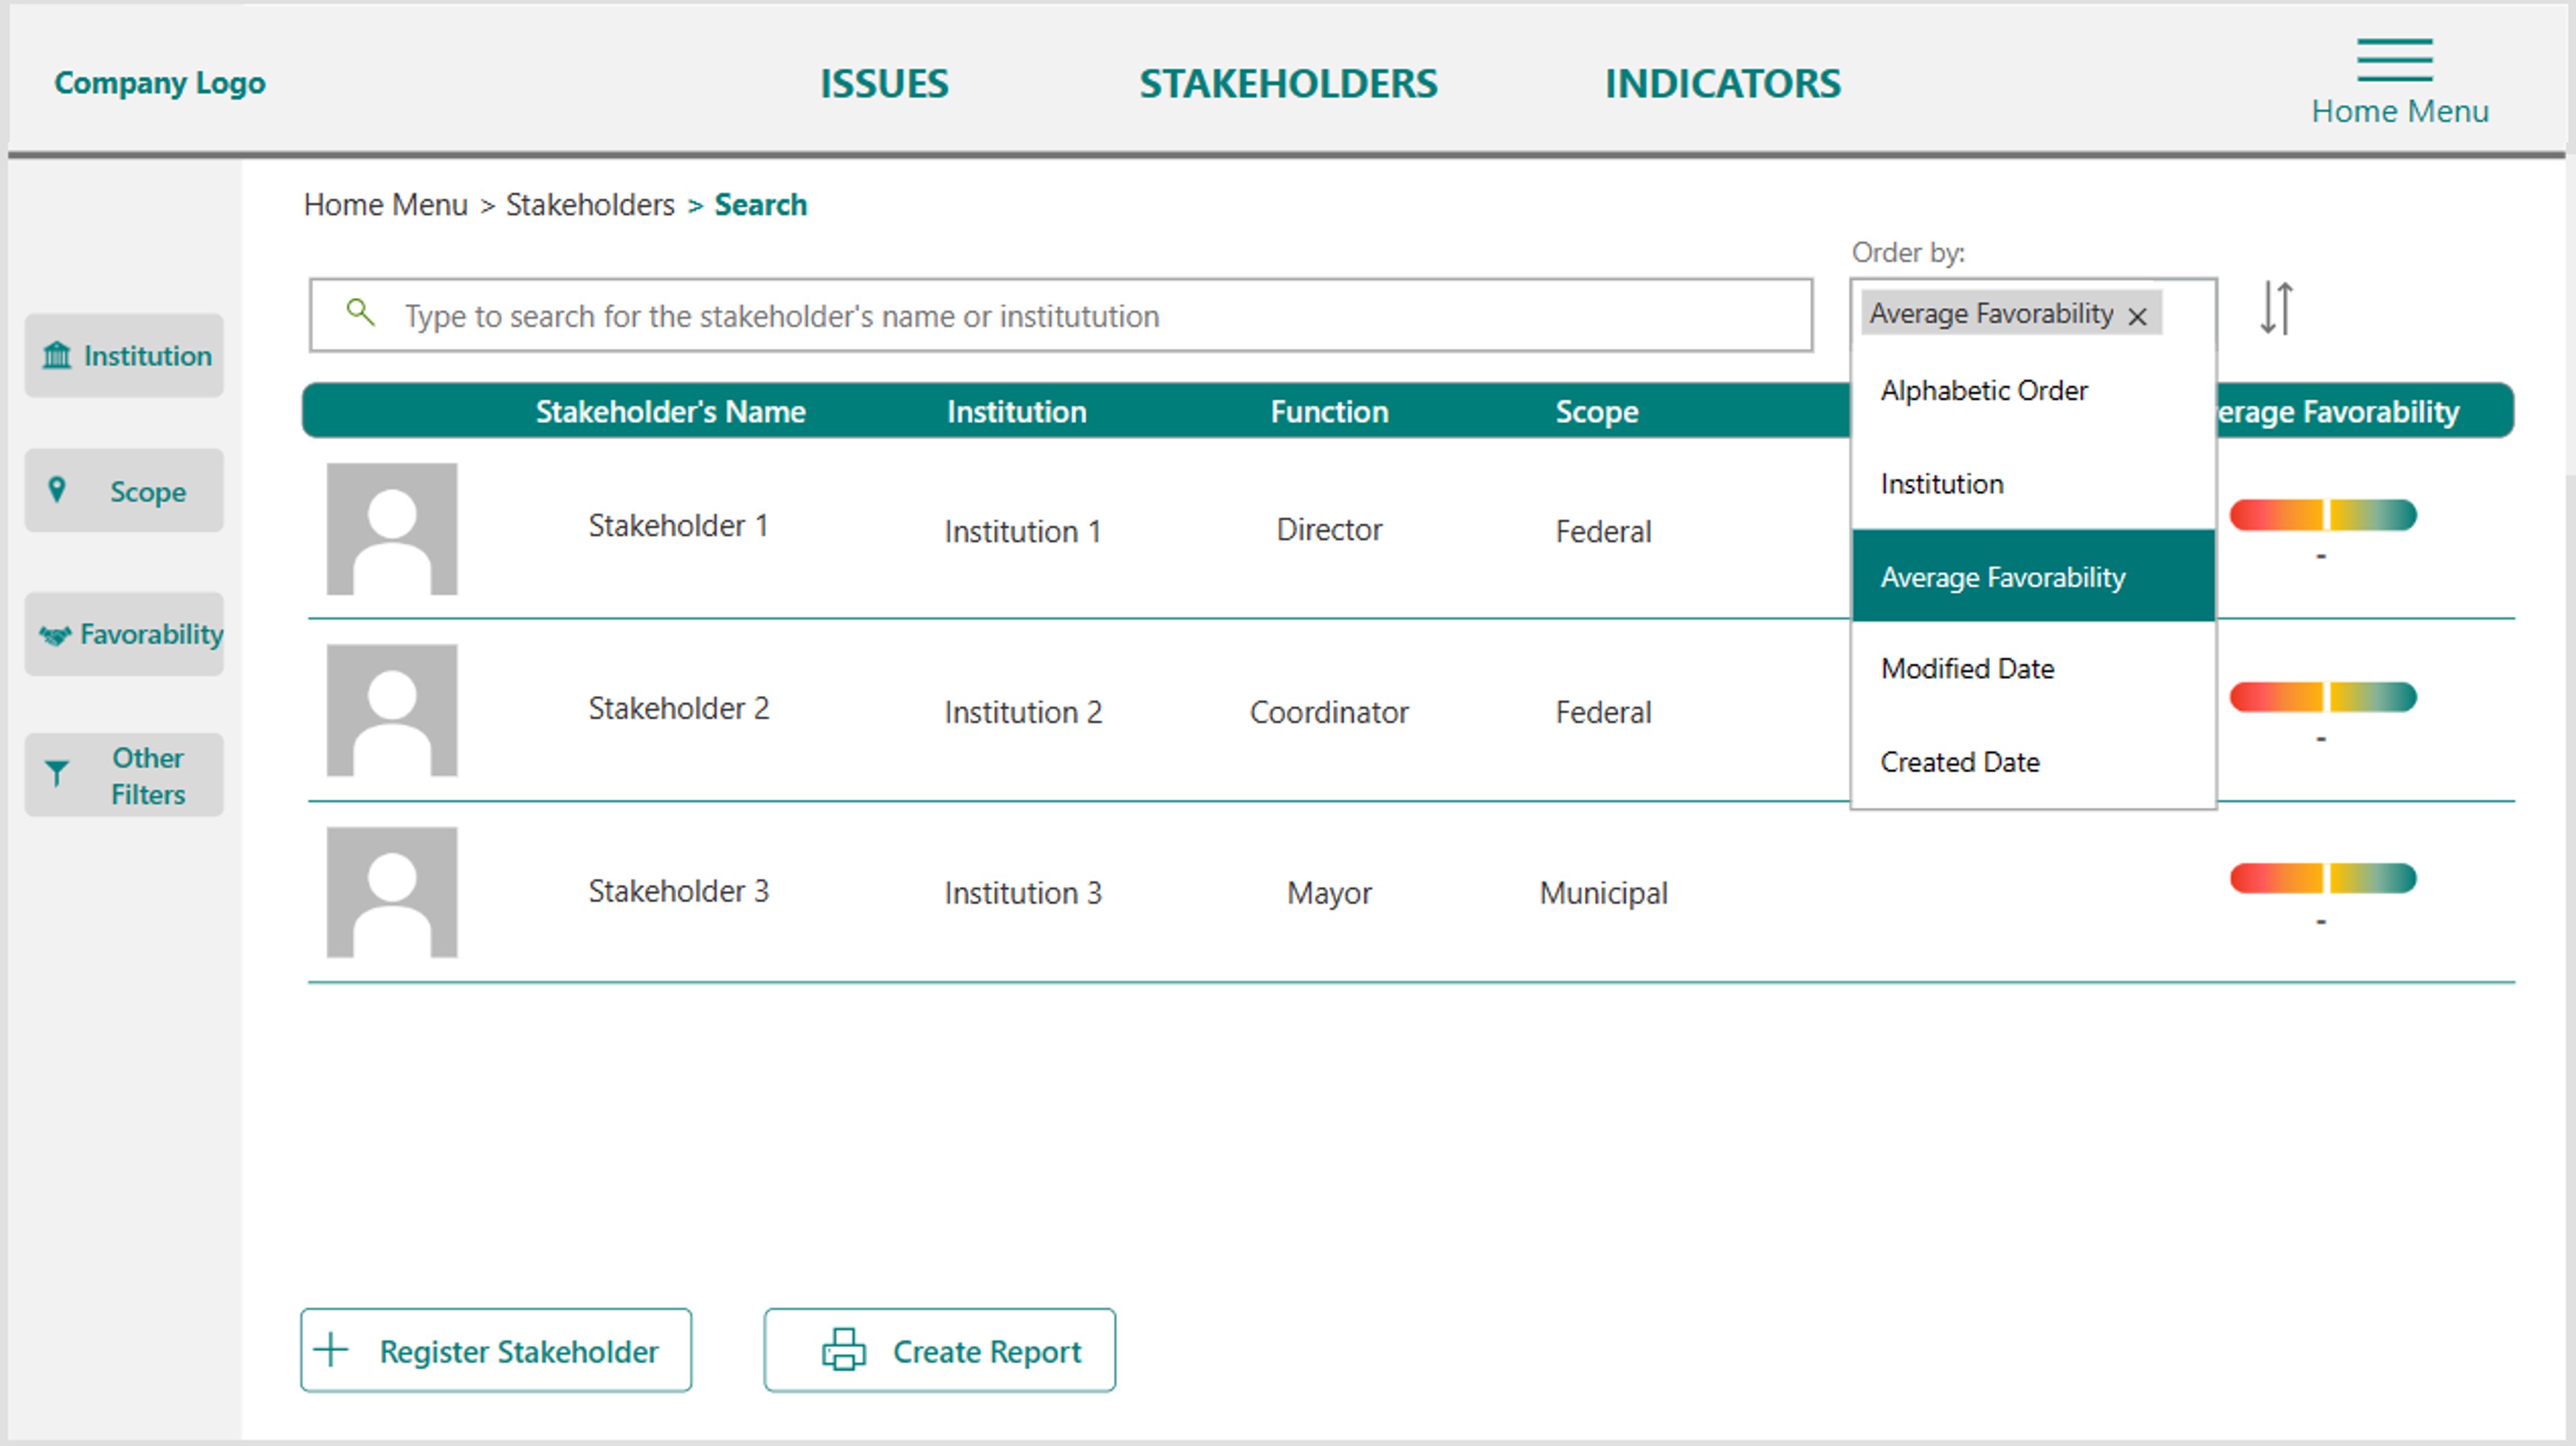 Company Logo
ISSUES
STAKEHOLDERS
INDICATORS
Home Menu
Home Menu > Stakeholders > Search
Order by:
Type to search for the stakeholder's name or institutution
Average Favorability ×
Alphabetic Order
Institution
Average Favorability
Modified Date
Created Date
Institution
Scope
Favorability
Other
Filters
Stakeholder's Name Institution Function Scope erage Favorability
Stakeholder 1 Institution 1 Director Federal -
Stakeholder 2 Institution 2 Coordinator Federal -
Stakeholder 3 Institution 3 Mayor Municipal -
Register Stakeholder
Create Report